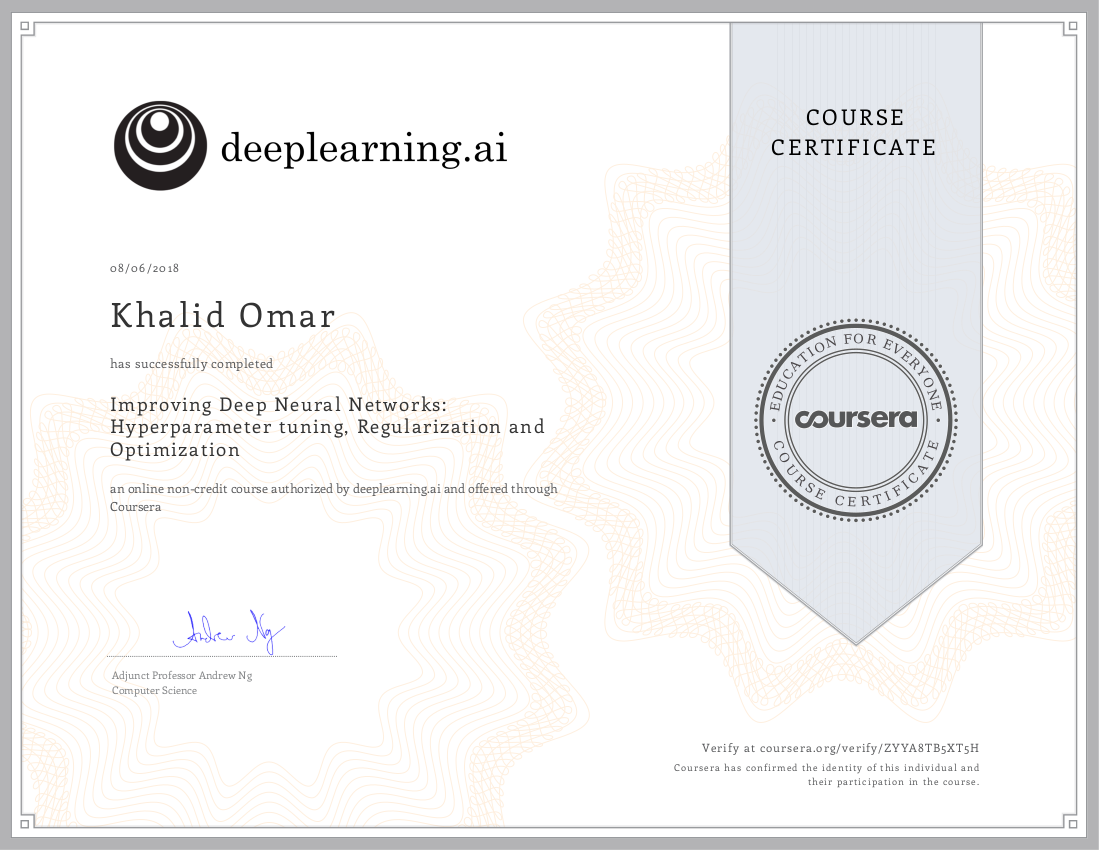 deeplearning.ai
COURSE
CERTIFICATE
08/06/2018
Khalid Omar
has successfully completed
Improving Deep Neural Networks:
Hyperparameter tuning, Regularization and
Optimization
an online non-credit course authorized by deeplearning.ai and offered through
Coursera
EDUCATION FOR EVERYONE
coursera
COURSE CERTIFICATE
Andrew Ng
Adjunct Professor Andrew Ng
Computer Science
Verify at coursera.org/verify/ZYYA8TB5XT5H
Coursera has confirmed the identity of this individual and
their participation in the course.